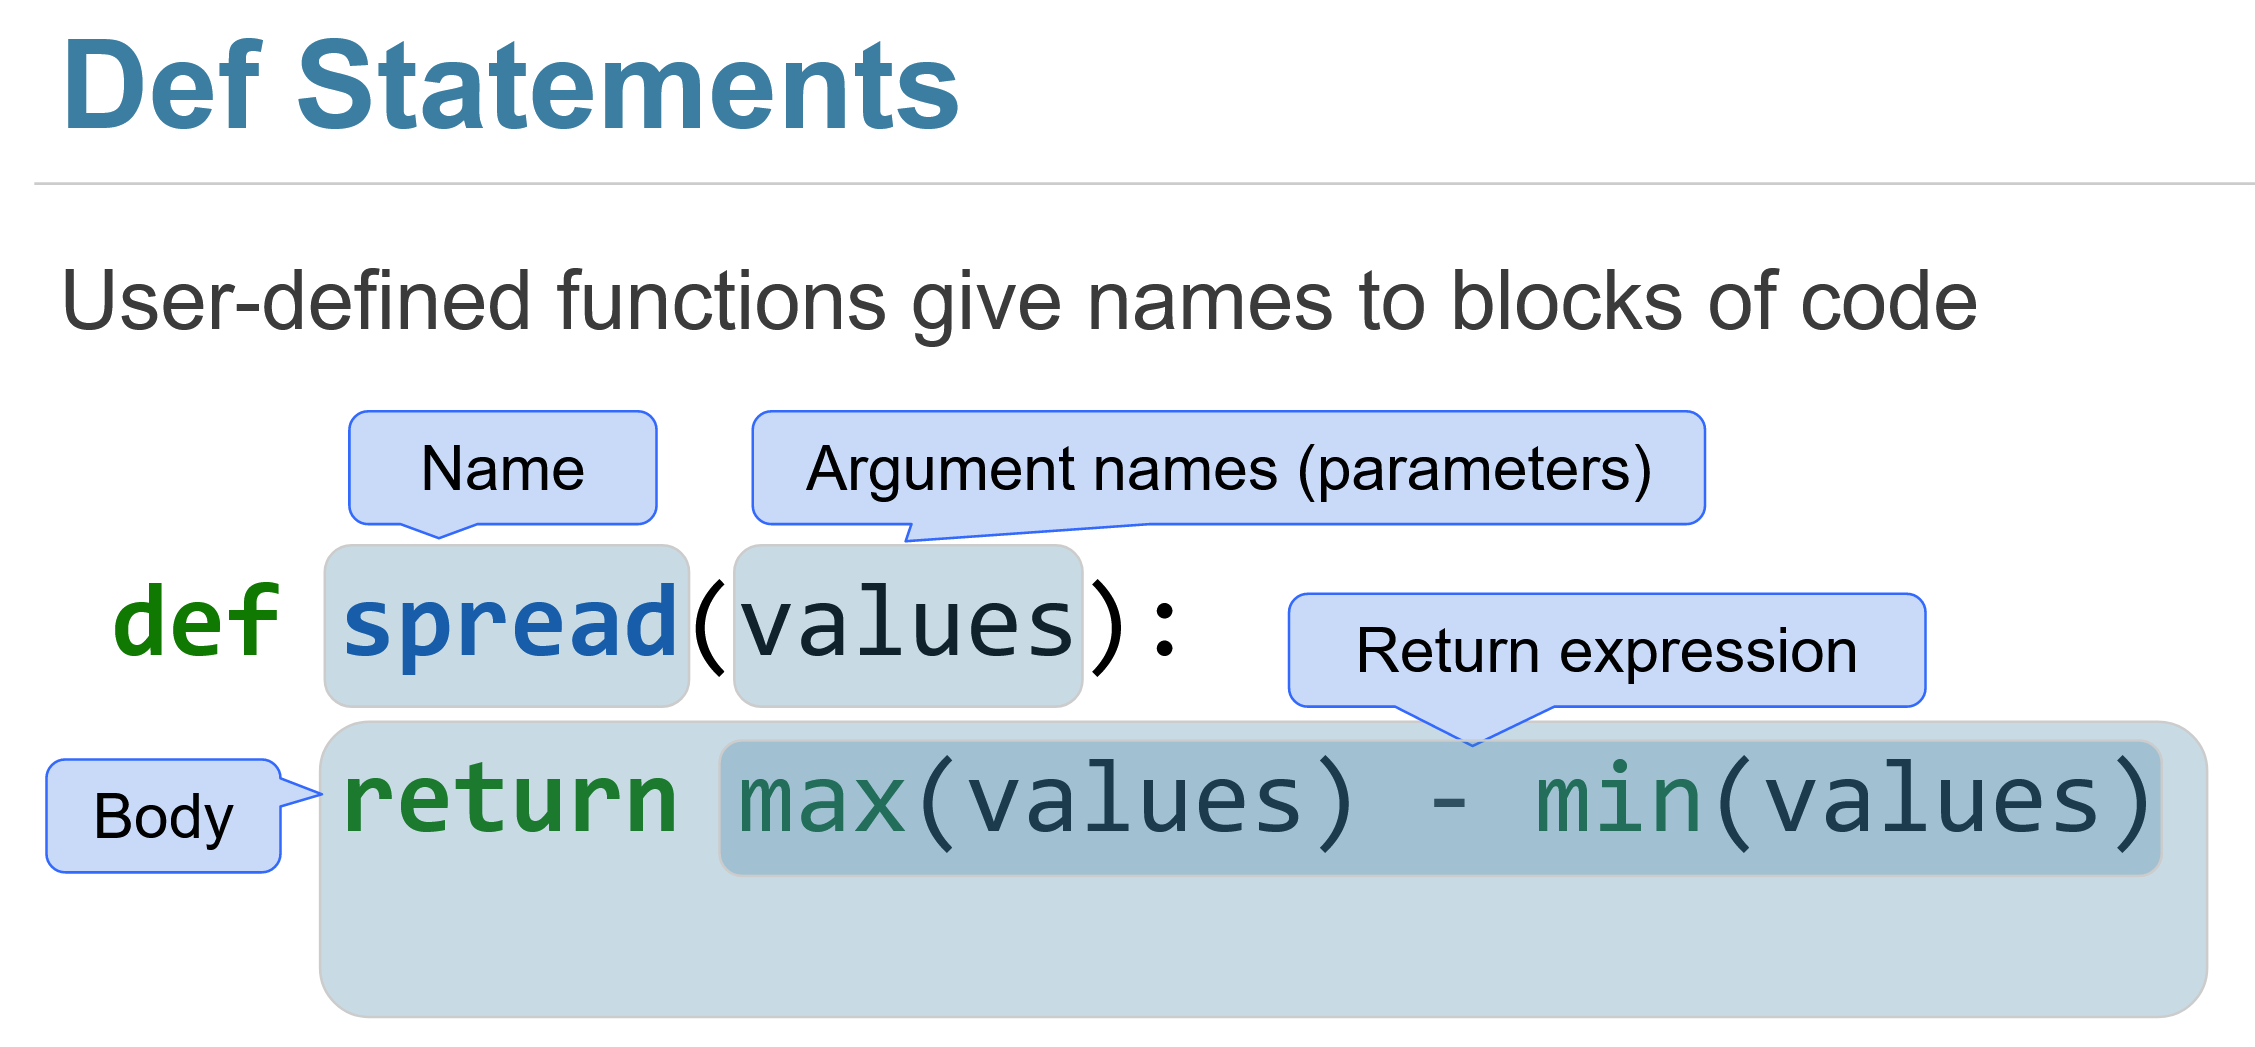 Def Statements
User-defined functions give names to blocks of code
Name
Argument names (parameters)
def spread(values):
Return expression
Body
return max(values) - min(values)